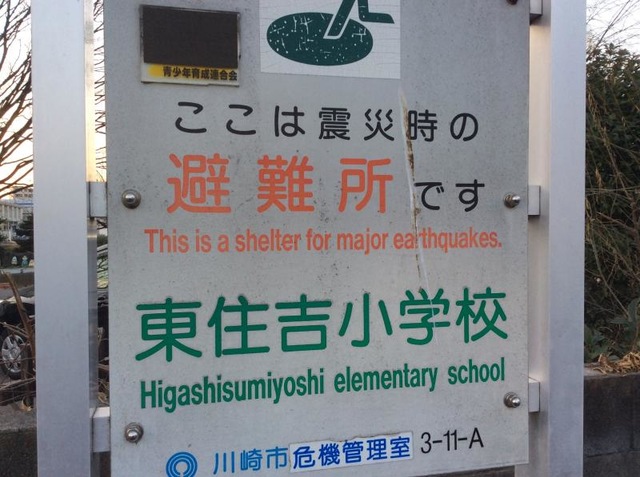 青少年育成連合会
ここは震災時の
避難所です
This is a shelter for major earthquakes.
東住吉小学校
Higashisumiyoshi elementary school
川崎市危機管理室 3-11-A